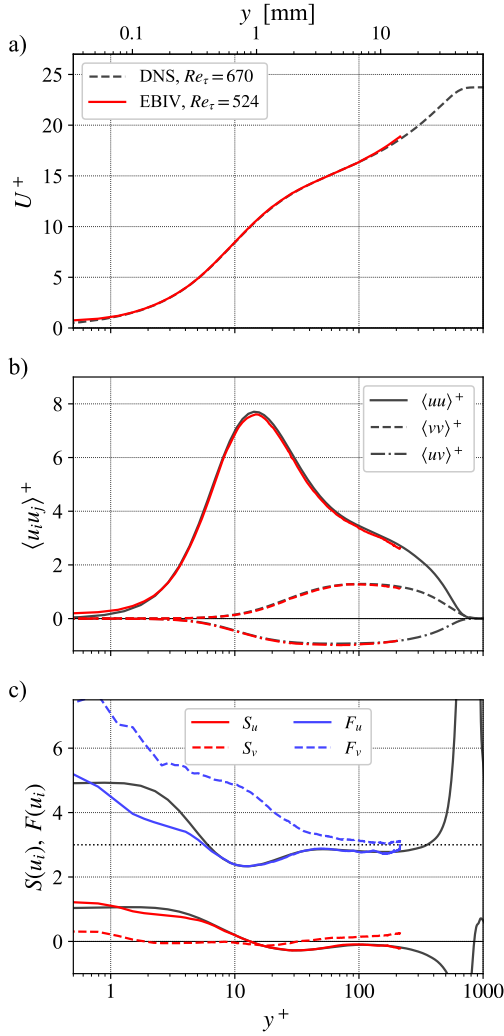 y [mm]
a)
0.1 1 10
25
20
15
10
5
0
U⁺
DNS, Re_τ = 670
EBIV, Re_τ = 524
b)
8
6
4
2
0
⟨u_i u_j⟩⁺
⟨uu⟩⁺
⟨vv⟩⁺
⟨uv⟩⁺
c)
6
4
2
0
S(u_i), F(u_i)
S_u F_u
S_v F_v
1 10 100 1000
y⁺